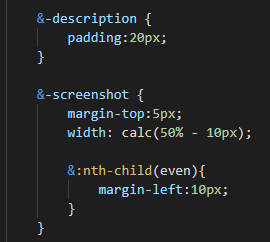 &-description {
padding:20px;
}
&-screenshot {
margin-top:5px;
width: calc(50% - 10px);
&:nth-child(even){
margin-left:10px;
}
}